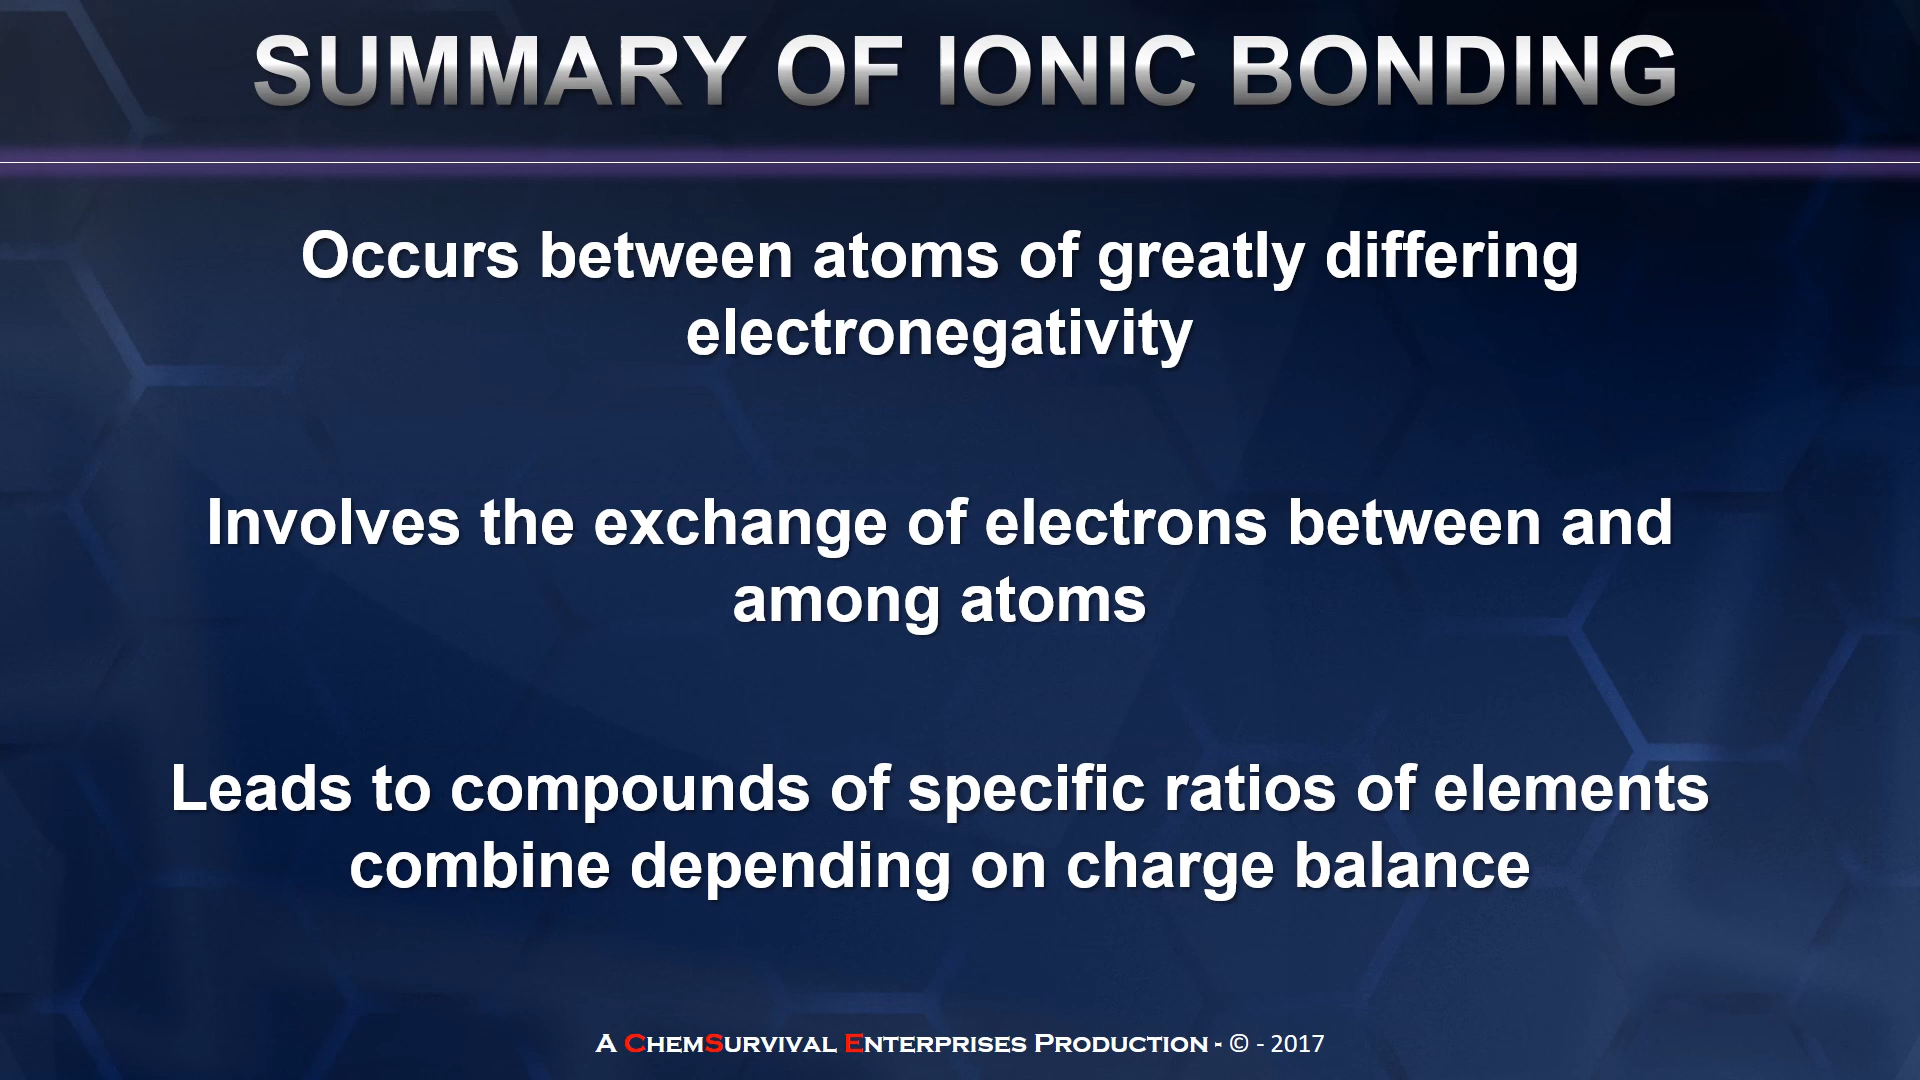 SUMMARY OF IONIC BONDING
Occurs between atoms of greatly differing
electronegativity
Involves the exchange of electrons between and
among atoms
Leads to compounds of specific ratios of elements
combine depending on charge balance
A CHEMSURVIVAL ENTERPRISES PRODUCTION - © - 2017